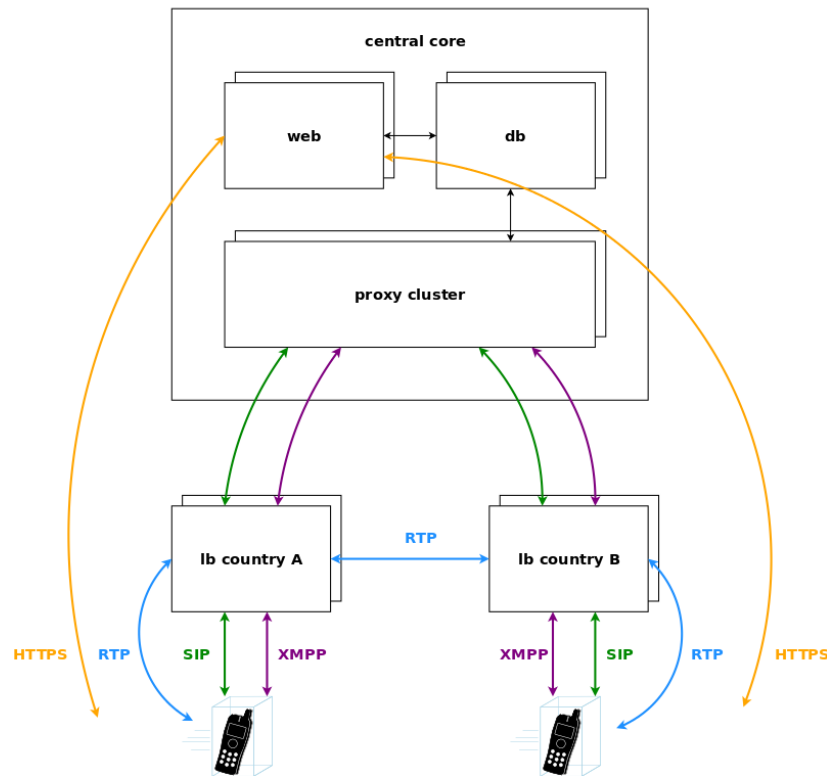 central core
web
db
proxy cluster
RTP
lb country A
lb country B
HTTPS
RTP
SIP
XMPP
XMPP
SIP
RTP
HTTPS